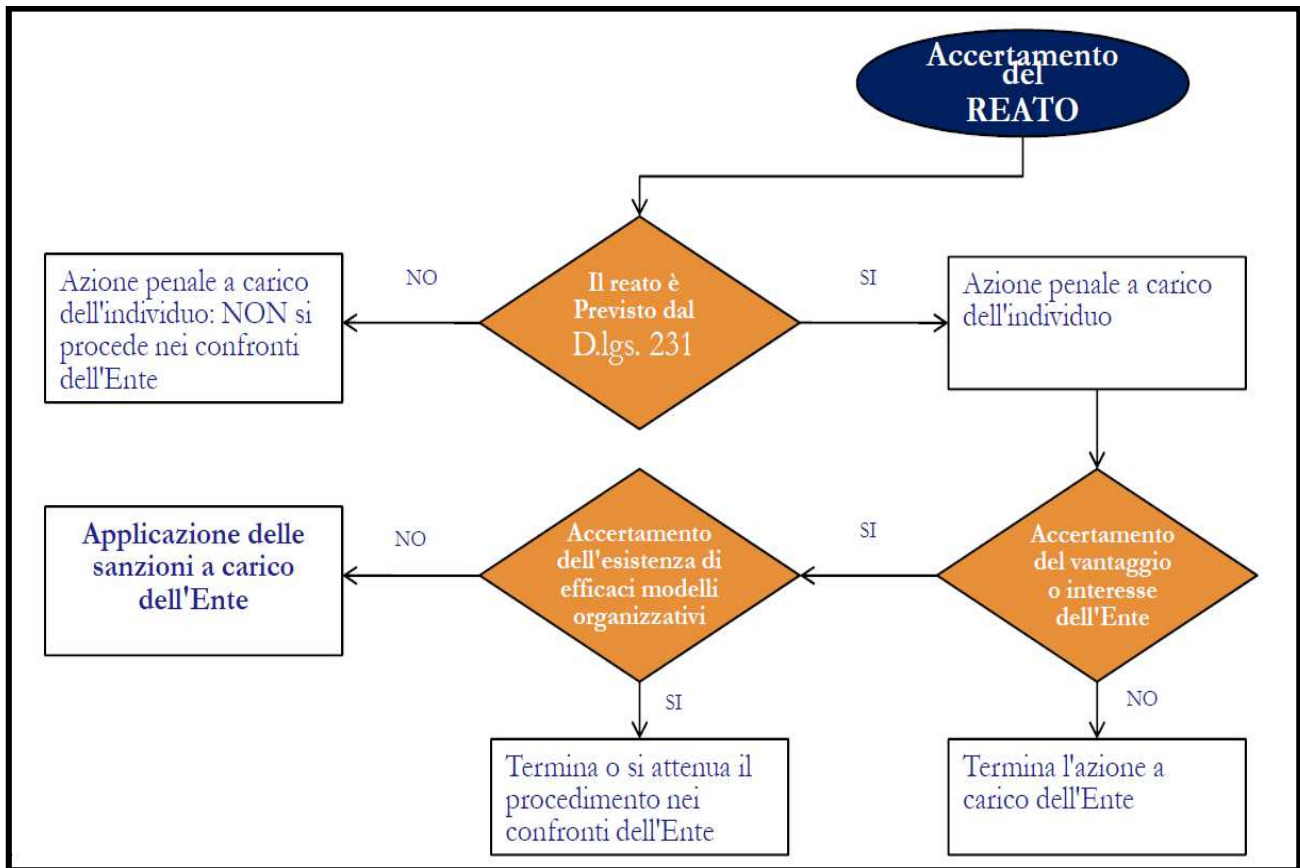 Accertamento
del
REATO
NO
Il reato è
Previsto dal
D.lgs. 231
SI
Azione penale a carico
dell'individuo: NON si
procede nei confronti
dell'Ente
Azione penale a carico
dell'individuo
Applicazione delle
sanzioni a carico
dell'Ente
NO
Accertamento
dell'esistenza di
efficaci modelli
organizzativi
SI
Accertamento
del vantaggio
o interesse
dell'Ente
SI
NO
Termina o si attenua il
procedimento nei
confronti dell'Ente
Termina l'azione a
carico dell'Ente